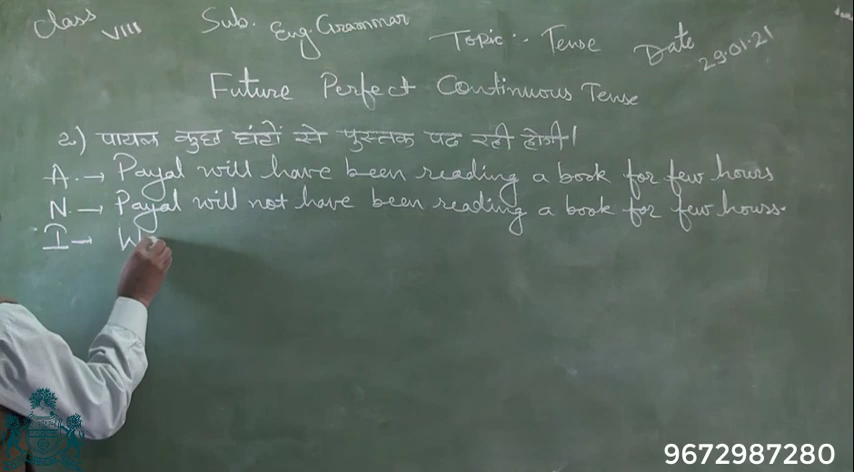 Class VIII Sub. Eng. Grammar Topic :- Tense Date 29.01.21
Future Perfect Continuous Tense
2.) पायल कुछ घंटों से पुस्तक पढ रही होगी।
A. → Payal will have been reading a book for few hours
N. → Payal will not have been reading a book for few hours.
I → W
9672987280